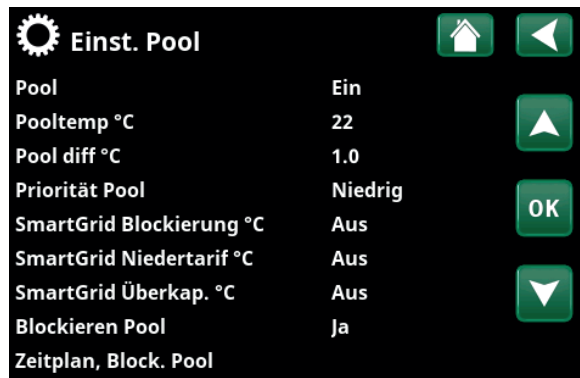 Einst. Pool
Pool Ein
Pooltemp °C 22
Pool diff °C 1.0
Priorität Pool Niedrig
OK
SmartGrid Blockierung °C Aus
SmartGrid Niedertarif °C Aus
SmartGrid Überkap. °C Aus
Blockieren Pool Ja
Zeitplan, Block. Pool